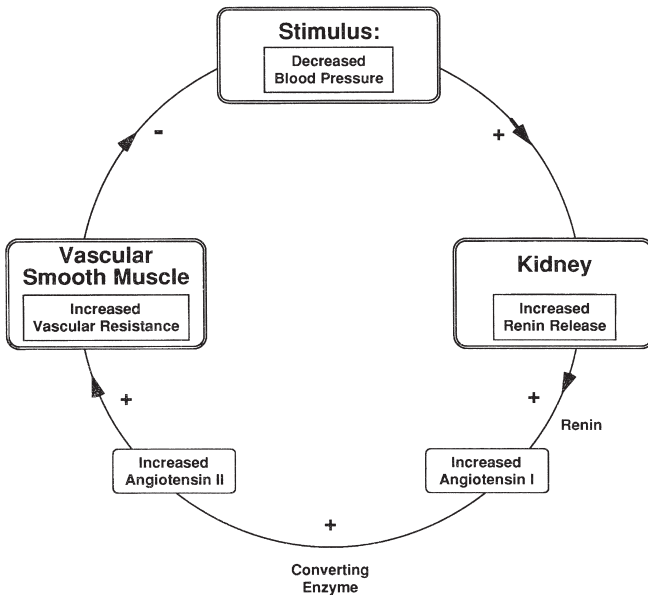 Stimulus:
Decreased
Blood Pressure
-
+
Vascular
Smooth Muscle
Increased
Vascular Resistance
Kidney
Increased
Renin Release
+
+
Renin
Increased
Angiotensin II
Increased
Angiotensin I
+
Converting
Enzyme